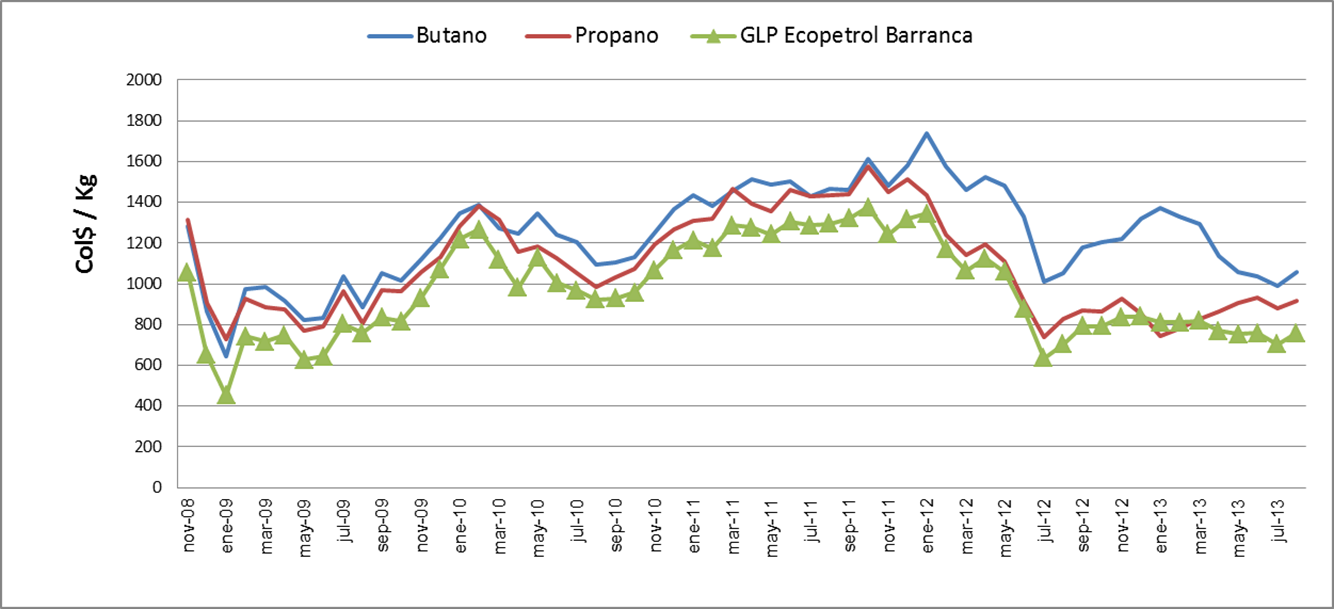 Butano Propano GLP Ecopetrol Barranca
Col$ / Kg
2000
1800
1600
1400
1200
1000
800
600
400
200
0
nov-08
ene-09
mar-09
may-09
jul-09
sep-09
nov-09
ene-10
mar-10
may-10
jul-10
sep-10
nov-10
ene-11
mar-11
may-11
jul-11
sep-11
nov-11
ene-12
mar-12
may-12
jul-12
sep-12
nov-12
ene-13
mar-13
may-13
jul-13